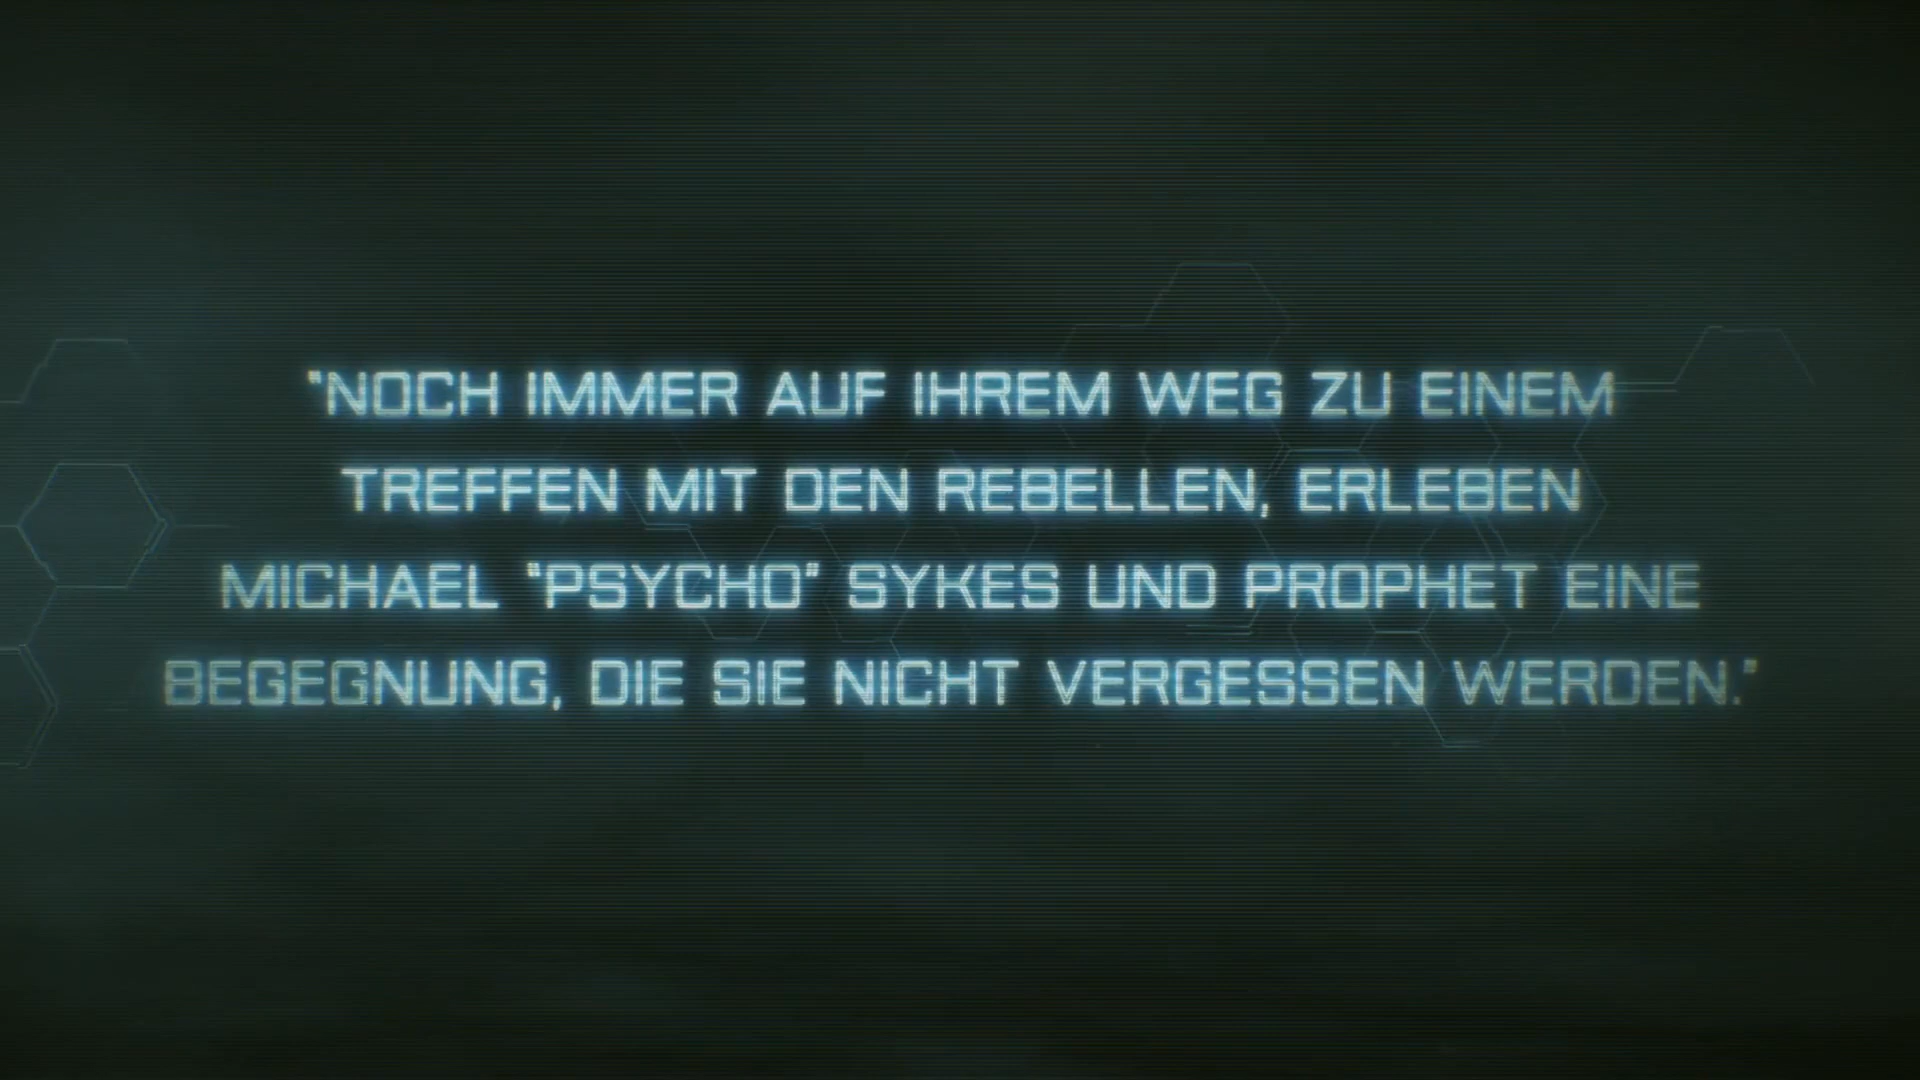 "NOCH IMMER AUF IHREM WEG ZU EINEM
TREFFEN MIT DEN REBELLEN, ERLEBEN
MICHAEL "PSYCHO" SYKES UND PROPHET EINE
BEGEGNUNG, DIE SIE NICHT VERGESSEN WERDEN."